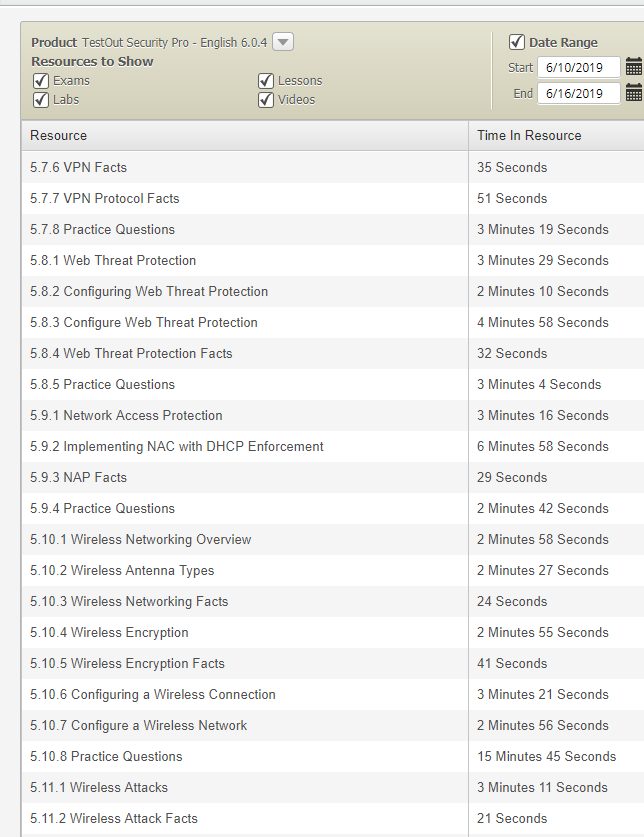 Product TestOut Security Pro - English 6.0.4
Resources to Show
Exams
Lessons
Labs
Videos
Date Range
Start 6/10/2019
End 6/16/2019
Resource Time In Resource
5.7.6 VPN Facts 35 Seconds
5.7.7 VPN Protocol Facts 51 Seconds
5.7.8 Practice Questions 3 Minutes 19 Seconds
5.8.1 Web Threat Protection 3 Minutes 29 Seconds
5.8.2 Configuring Web Threat Protection 2 Minutes 10 Seconds
5.8.3 Configure Web Threat Protection 4 Minutes 58 Seconds
5.8.4 Web Threat Protection Facts 32 Seconds
5.8.5 Practice Questions 3 Minutes 4 Seconds
5.9.1 Network Access Protection 3 Minutes 16 Seconds
5.9.2 Implementing NAC with DHCP Enforcement 6 Minutes 58 Seconds
5.9.3 NAP Facts 29 Seconds
5.9.4 Practice Questions 2 Minutes 42 Seconds
5.10.1 Wireless Networking Overview 2 Minutes 58 Seconds
5.10.2 Wireless Antenna Types 2 Minutes 27 Seconds
5.10.3 Wireless Networking Facts 24 Seconds
5.10.4 Wireless Encryption 2 Minutes 55 Seconds
5.10.5 Wireless Encryption Facts 41 Seconds
5.10.6 Configuring a Wireless Connection 3 Minutes 21 Seconds
5.10.7 Configure a Wireless Network 2 Minutes 56 Seconds
5.10.8 Practice Questions 15 Minutes 45 Seconds
5.11.1 Wireless Attacks 3 Minutes 11 Seconds
5.11.2 Wireless Attack Facts 21 Seconds